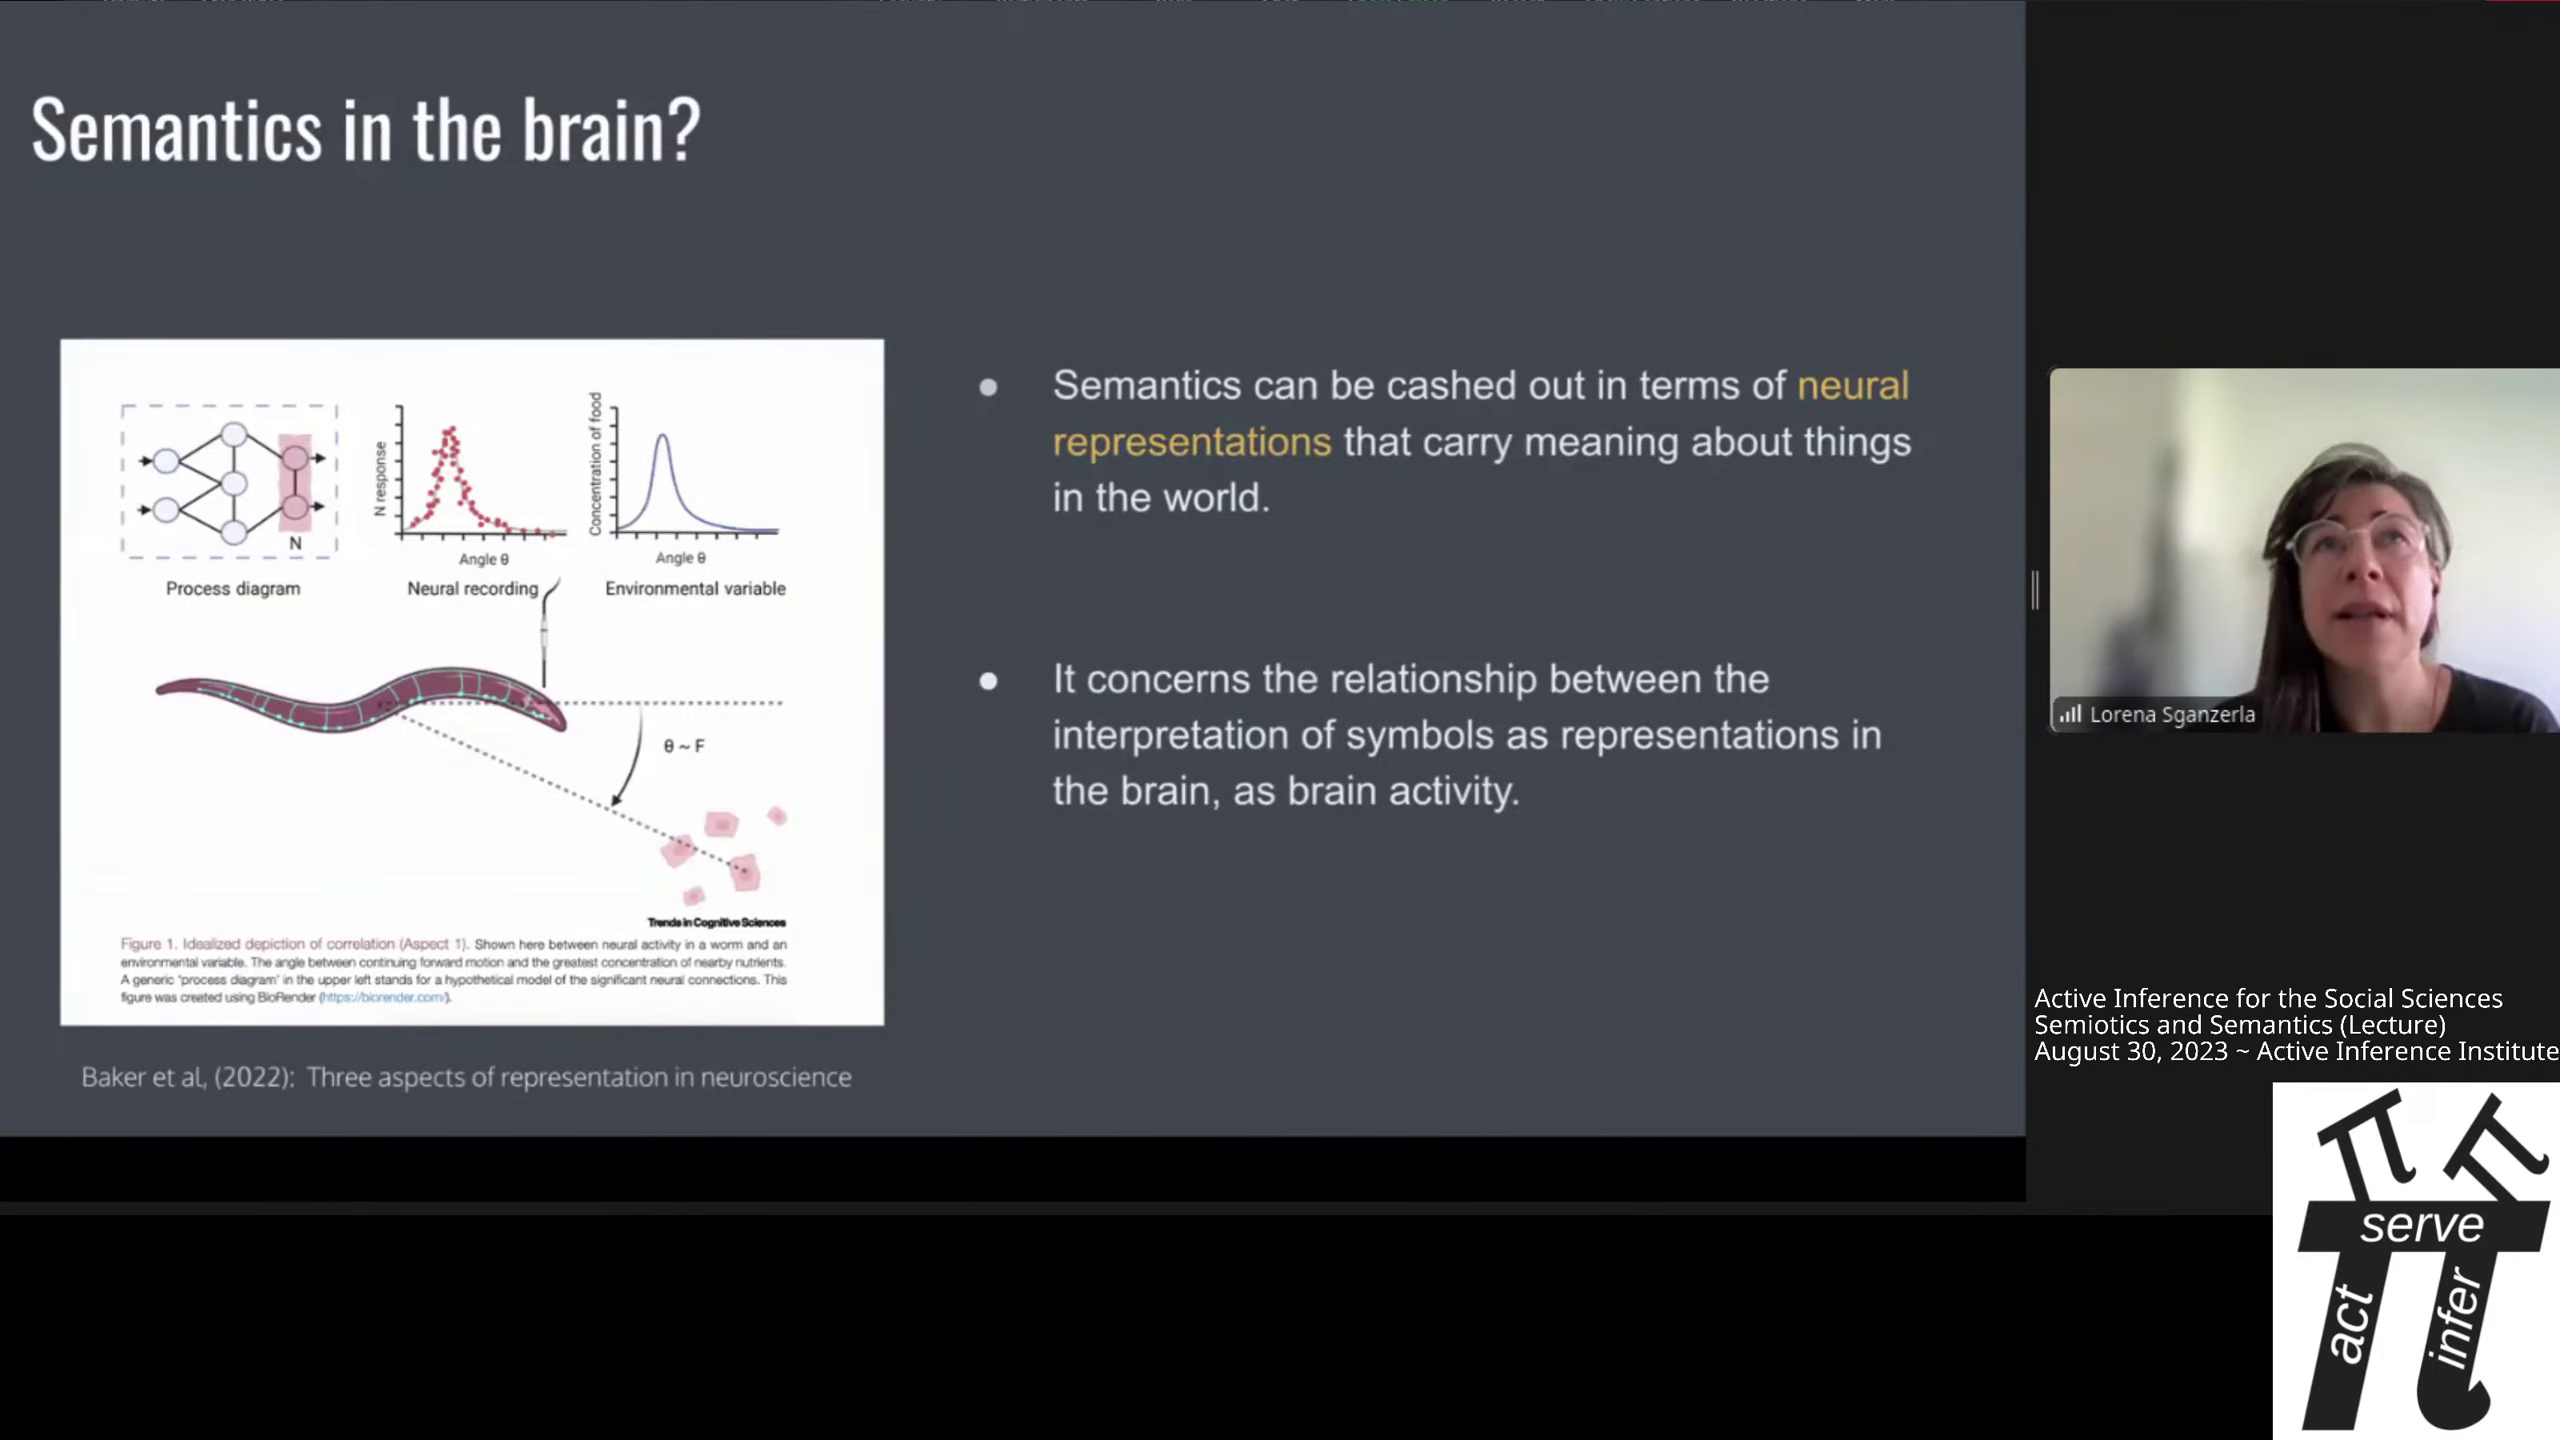 Semantics in the brain?
N response
Concentration of food
N
Angle θ
Angle θ
Process diagram
Neural recording
Environmental variable
θ ~ F
Trends in Cognitive Sciences
Figure 1. Idealized depiction of correlation (Aspect 1). Shown here between neural activity in a worm and an
environmental variable. The angle between continuing forward motion and the greatest concentration of nearby nutrients.
A generic 'process diagram' in the upper left stands for a hypothetical model of the significant neural connections. This
figure was created using BioRender (https://biorender.com/).
Baker et al, (2022): Three aspects of representation in neuroscience
● Semantics can be cashed out in terms of neural
representations that carry meaning about things
in the world.
● It concerns the relationship between the
interpretation of symbols as representations in
the brain, as brain activity.
Lorena Sganzerla
Active Inference for the Social Sciences
Semiotics and Semantics (Lecture)
August 30, 2023 ~ Active Inference Institute
serve
act
infer